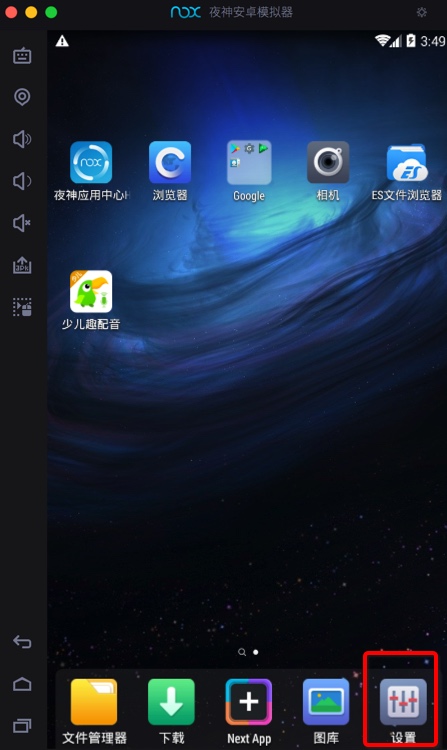 nox 夜神安卓模拟器
3:49
夜神应用中心H
浏览器
Google
相机
ES文件浏览器
少儿趣配音
文件管理器
下载
Next App
图库
设置